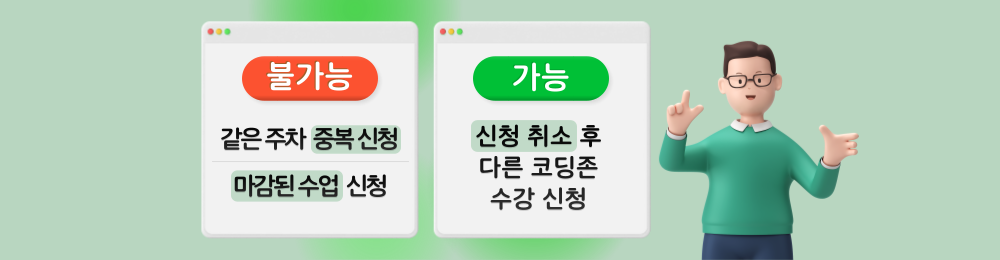 불가능
같은 주차 중복 신청
마감된 수업 신청
가능
신청 취소 후
다른 코딩존
수강 신청